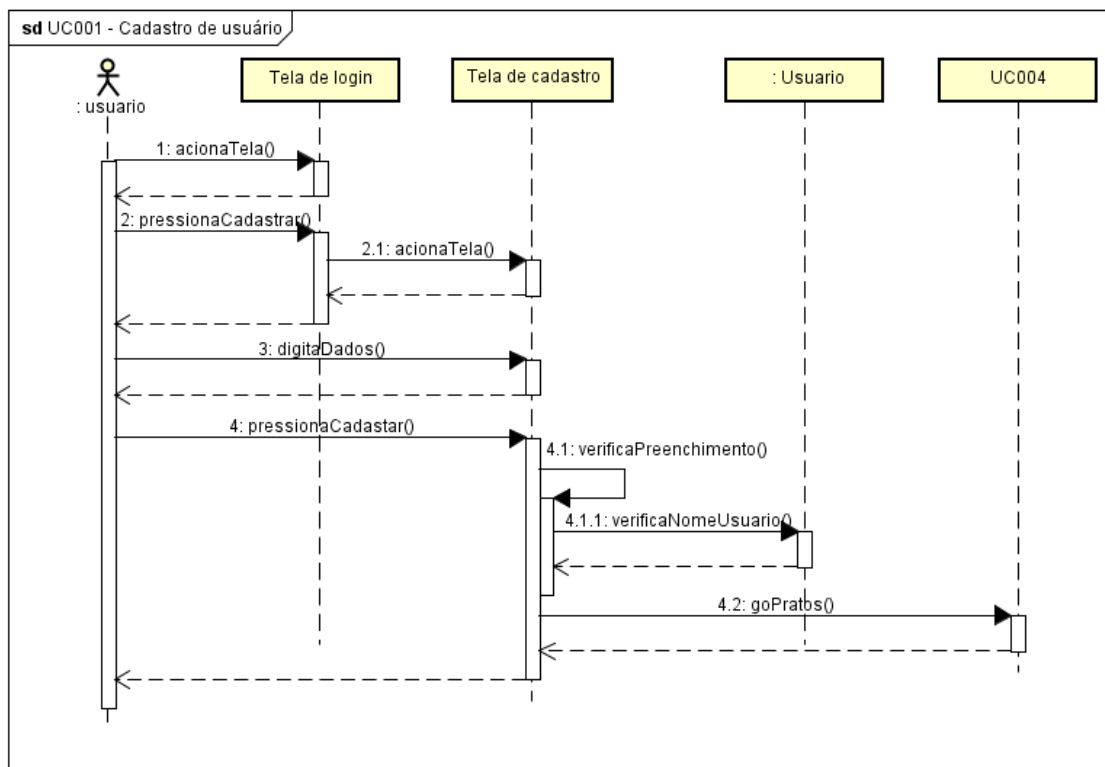 sd UC001 - Cadastro de usuário
: usuario
Tela de login
Tela de cadastro
: Usuario
UC004
1: acionaTela()
2: pressionaCadastrar()
2.1: acionaTela()
3: digitaDados()
4: pressionaCadastar()
4.1: verificaPreenchimento()
4.1.1: verificaNomeUsuario()
4.2: goPratos()